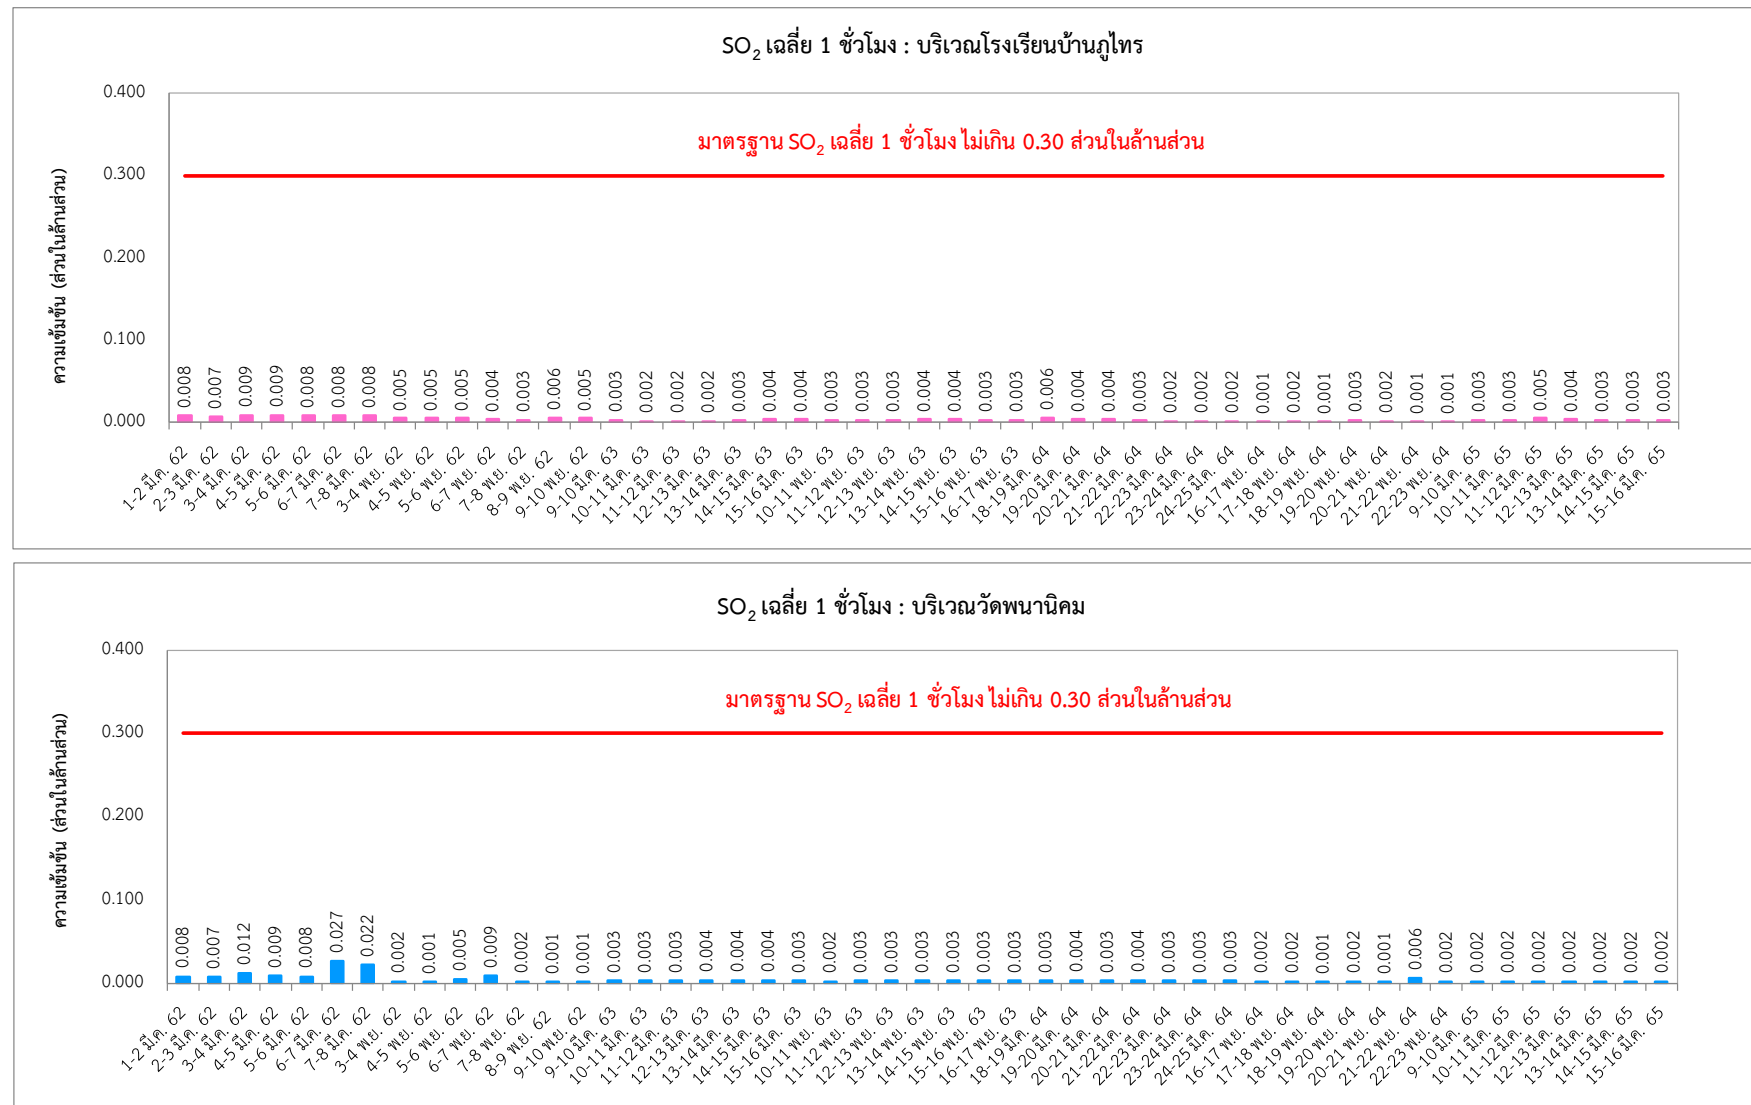 SO2 เฉลี่ย 1 ชั่วโมง : บริเวณโรงเรียนบ้านภูไทร
ความเข้มข้น (ส่วนในล้านส่วน)
0.400
0.300
0.200
0.100
0.000
มาตรฐาน SO2 เฉลี่ย 1 ชั่วโมง ไม่เกิน 0.30 ส่วนในล้านส่วน
0.008 0.007 0.009 0.009 0.008 0.008 0.008 0.005 0.005 0.005 0.004 0.003 0.006 0.005 0.003 0.002 0.002 0.002 0.003 0.004 0.004 0.003 0.003 0.003 0.004 0.004 0.003 0.003 0.006 0.004 0.004 0.003 0.002 0.002 0.002 0.001 0.002 0.001 0.003 0.002 0.001 0.001 0.003 0.003 0.005 0.004 0.003 0.003 0.003
1-2 มี.ค. 62
2-3 มี.ค. 62
3-4 มี.ค. 62
4-5 มี.ค. 62
5-6 มี.ค. 62
6-7 มี.ค. 62
7-8 มี.ค. 62
3-4 พ.ย. 62
4-5 พ.ย. 62
5-6 พ.ย. 62
6-7 พ.ย. 62
7-8 พ.ย. 62
8-9 พ.ย. 62
9-10 พ.ย. 62
9-10 มี.ค. 63
10-11 มี.ค. 63
11-12 มี.ค. 63
12-13 มี.ค. 63
13-14 มี.ค. 63
14-15 มี.ค. 63
15-16 มี.ค. 63
10-11 พ.ย. 63
11-12 พ.ย. 63
12-13 พ.ย. 63
13-14 พ.ย. 63
14-15 พ.ย. 63
15-16 พ.ย. 63
16-17 พ.ย. 63
18-19 มี.ค. 64
19-20 มี.ค. 64
20-21 มี.ค. 64
21-22 มี.ค. 64
22-23 มี.ค. 64
23-24 มี.ค. 64
24-25 มี.ค. 64
16-17 พ.ย. 64
17-18 พ.ย. 64
18-19 พ.ย. 64
19-20 พ.ย. 64
20-21 พ.ย. 64
21-22 พ.ย. 64
22-23 พ.ย. 64
9-10 มี.ค. 65
10-11 มี.ค. 65
11-12 มี.ค. 65
12-13 มี.ค. 65
13-14 มี.ค. 65
14-15 มี.ค. 65
15-16 มี.ค. 65
SO2 เฉลี่ย 1 ชั่วโมง : บริเวณวัดพนานิคม
ความเข้มข้น (ส่วนในล้านส่วน)
0.400
0.300
0.200
0.100
0.000
มาตรฐาน SO2 เฉลี่ย 1 ชั่วโมง ไม่เกิน 0.30 ส่วนในล้านส่วน
0.008 0.007 0.012 0.009 0.008 0.027 0.022 0.002 0.001 0.005 0.009 0.002 0.001 0.001 0.003 0.003 0.003 0.004 0.004 0.004 0.003 0.002 0.003 0.003 0.003 0.003 0.003 0.003 0.003 0.004 0.003 0.004 0.003 0.003 0.003 0.002 0.002 0.001 0.002 0.001 0.006 0.002 0.002 0.002 0.002 0.002 0.002 0.002 0.002
1-2 มี.ค. 62
2-3 มี.ค. 62
3-4 มี.ค. 62
4-5 มี.ค. 62
5-6 มี.ค. 62
6-7 มี.ค. 62
7-8 มี.ค. 62
3-4 พ.ย. 62
4-5 พ.ย. 62
5-6 พ.ย. 62
6-7 พ.ย. 62
7-8 พ.ย. 62
8-9 พ.ย. 62
9-10 พ.ย. 62
9-10 มี.ค. 63
10-11 มี.ค. 63
11-12 มี.ค. 63
12-13 มี.ค. 63
13-14 มี.ค. 63
14-15 มี.ค. 63
15-16 มี.ค. 63
10-11 พ.ย. 63
11-12 พ.ย. 63
12-13 พ.ย. 63
13-14 พ.ย. 63
14-15 พ.ย. 63
15-16 พ.ย. 63
16-17 พ.ย. 63
18-19 มี.ค. 64
19-20 มี.ค. 64
20-21 มี.ค. 64
21-22 มี.ค. 64
22-23 มี.ค. 64
23-24 มี.ค. 64
24-25 มี.ค. 64
16-17 พ.ย. 64
17-18 พ.ย. 64
18-19 พ.ย. 64
19-20 พ.ย. 64
20-21 พ.ย. 64
21-22 พ.ย. 64
22-23 พ.ย. 64
9-10 มี.ค. 65
10-11 มี.ค. 65
11-12 มี.ค. 65
12-13 มี.ค. 65
13-14 มี.ค. 65
14-15 มี.ค. 65
15-16 มี.ค. 65